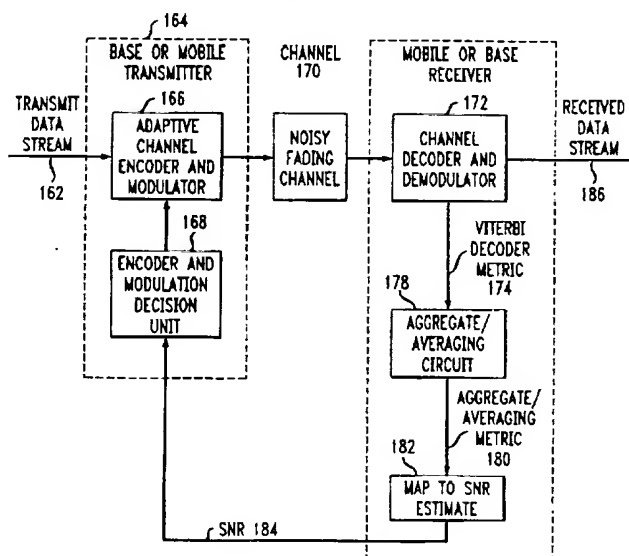 164
BASE OR MOBILE
TRANSMITTER
CHANNEL
170
MOBILE OR BASE
RECEIVER
TRANSMIT
DATA
STREAM
162
166
ADAPTIVE
CHANNEL
ENCODER AND
MODULATOR
NOISY
FADING
CHANNEL
172
CHANNEL
DECODER AND
DEMODULATOR
RECEIVED
DATA
STREAM
186
168
ENCODER AND
MODULATION
DECISION
UNIT
VITERBI
DECODER
METRIC
174
178
AGGREGATE/
AVERAGING
CIRCUIT
AGGREGATE/
AVERAGING
METRIC
180
182
MAP TO SNR
ESTIMATE
SNR 184